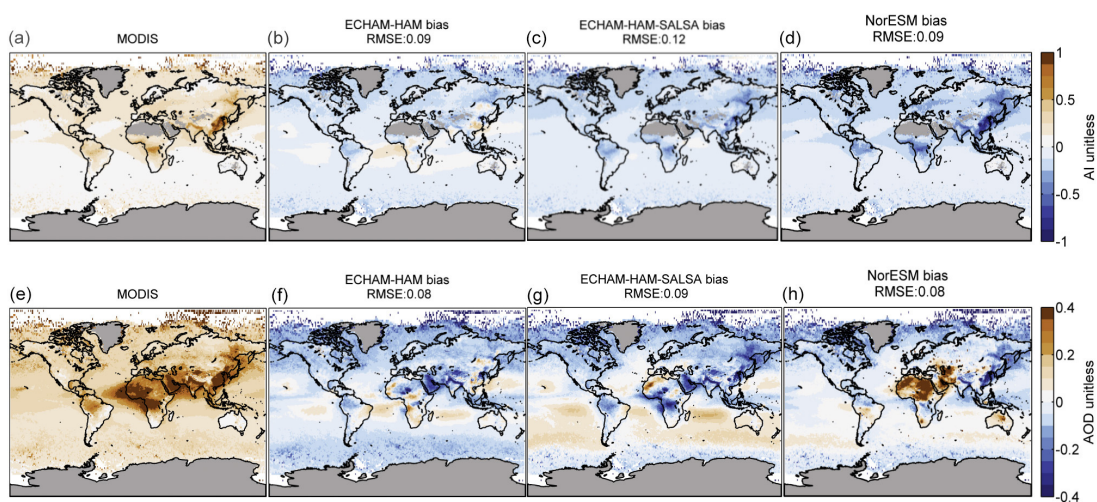 (a) MODIS
(b) ECHAM-HAM bias
RMSE:0.09
(c) ECHAM-HAM-SALSA bias
RMSE:0.12
(d) NorESM bias
RMSE:0.09
1
0.5
0
-0.5
-1
AI unitless
(e) MODIS
(f) ECHAM-HAM bias
RMSE:0.08
(g) ECHAM-HAM-SALSA bias
RMSE:0.09
(h) NorESM bias
RMSE:0.08
0.4
0.2
0
-0.2
-0.4
AOD unitless